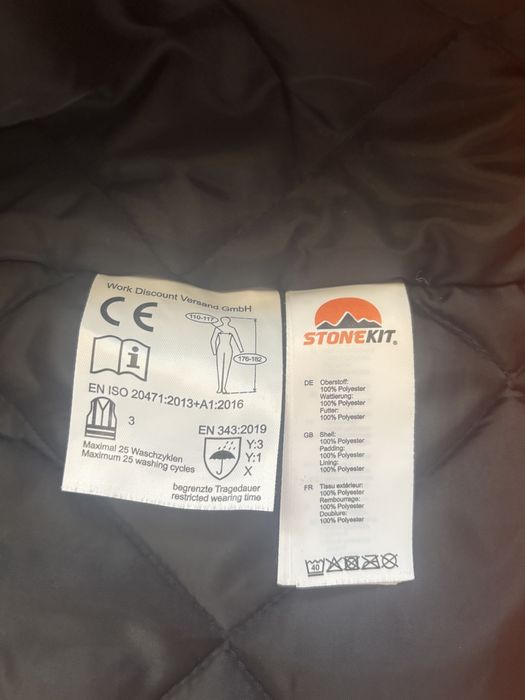 Work Discount Versand GmbH
CE
110-117
176-182
i
EN ISO 20471:2013+A1:2016
3
EN 343:2019
Y:3
Y:1
X
Maximal 25 Waschzyklen
Maximum 25 washing cycles
begrenzte Tragedauer
restricted wearing time
STONEKIT®
DE Oberstoff:
100% Polyester
Wattierung:
100% Polyester
Futter:
100% Polyester
GB Shell:
100% Polyester
Padding:
100% Polyester
Lining:
100% Polyester
FR Tissu extérieur:
100% Polyester
Rembourrage:
100% Polyester
Doublure:
100% Polyester
40